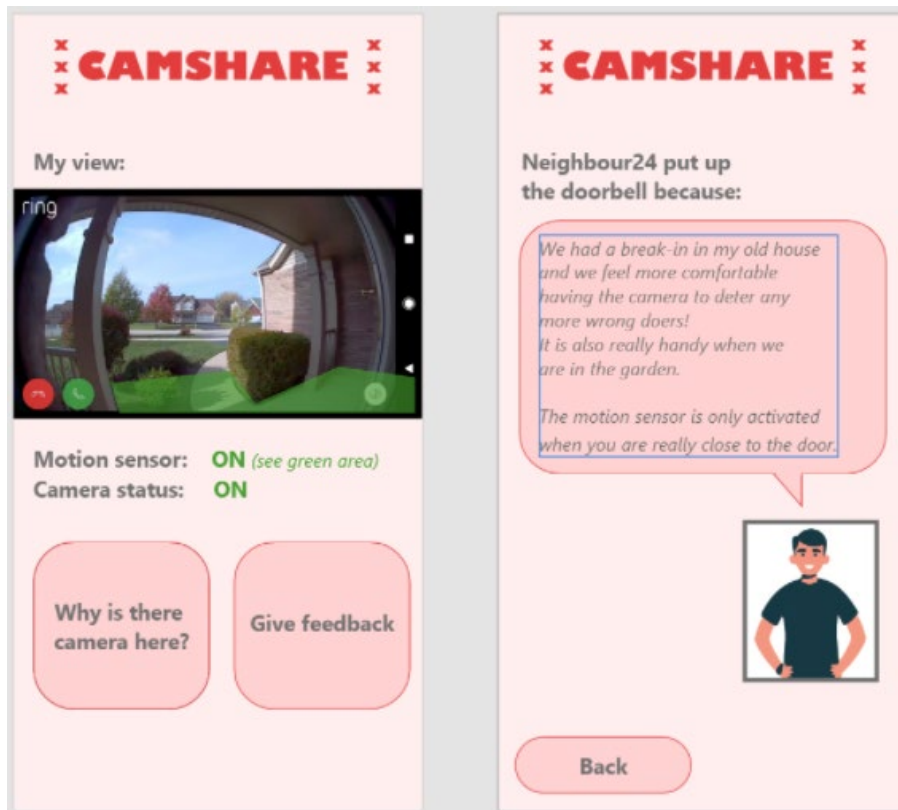 CAMSHARE
My view:
ring
Motion sensor: ON (see green area)
Camera status: ON
Why is there
camera here?
Give feedback
CAMSHARE
Neighbour24 put up
the doorbell because:
We had a break-in in my old house
and we feel more comfortable
having the camera to deter any
more wrong doers!
It is also really handy when we
are in the garden.
The motion sensor is only activated
when you are really close to the door.
Back